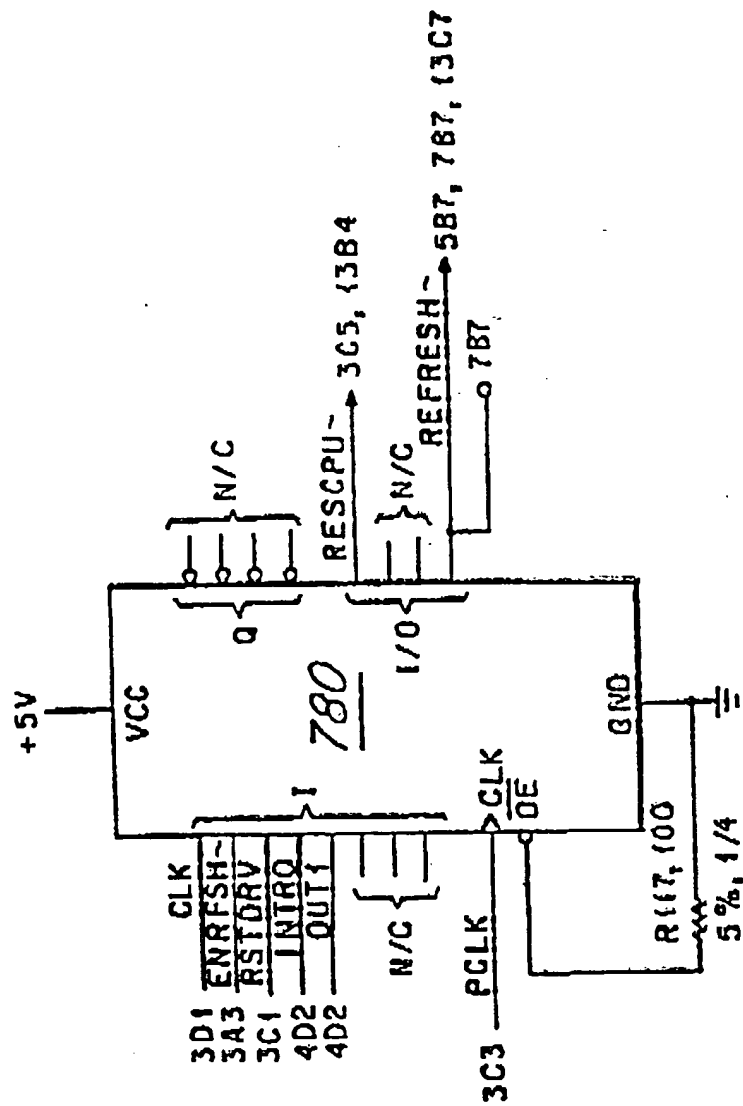 +5V
VCC
CLK
3D1
ENRFSH~
3A3
RSTDRV
3C1
INTRQ
4D2
OUT1
4D2
I
N/C
PCLK
3C3
CLK
OE
780
Q
N/C
RESCPU~
3C5, 13B4
I/O
N/C
REFRESH~
5B7, 7B7, 13C7
7B7
GND
R117, 100
5%, 1/4